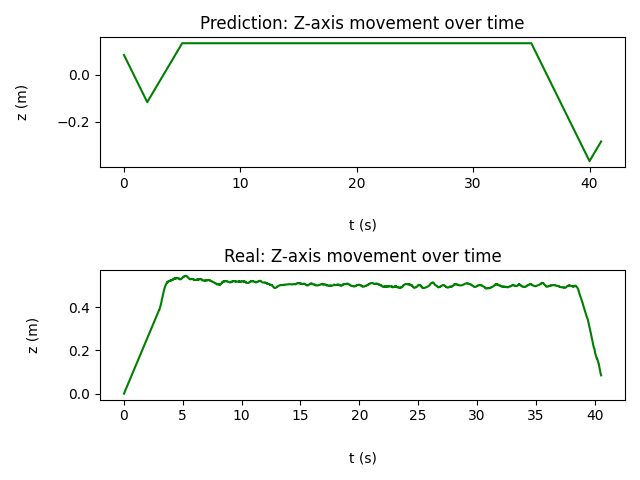 Prediction: Z-axis movement over time
0.0
−0.2
z (m)
0 10 20 30 40
t (s)
Real: Z-axis movement over time
0.4
0.2
0.0
z (m)
0 5 10 15 20 25 30 35 40
t (s)